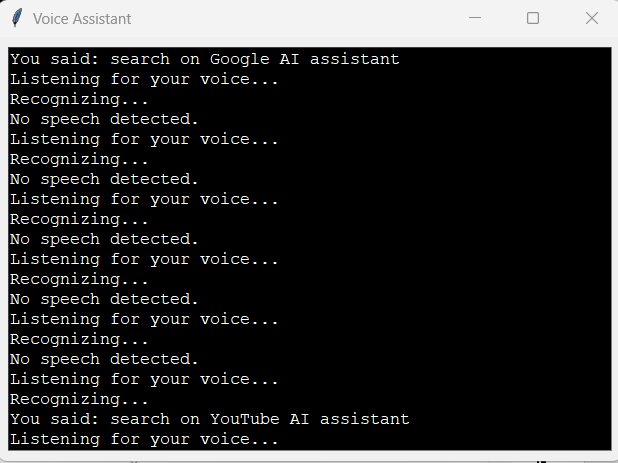 Voice Assistant
You said: search on Google AI assistant
Listening for your voice...
Recognizing...
No speech detected.
Listening for your voice...
Recognizing...
No speech detected.
Listening for your voice...
Recognizing...
No speech detected.
Listening for your voice...
Recognizing...
No speech detected.
Listening for your voice...
Recognizing...
No speech detected.
Listening for your voice...
Recognizing...
You said: search on YouTube AI assistant
Listening for your voice...